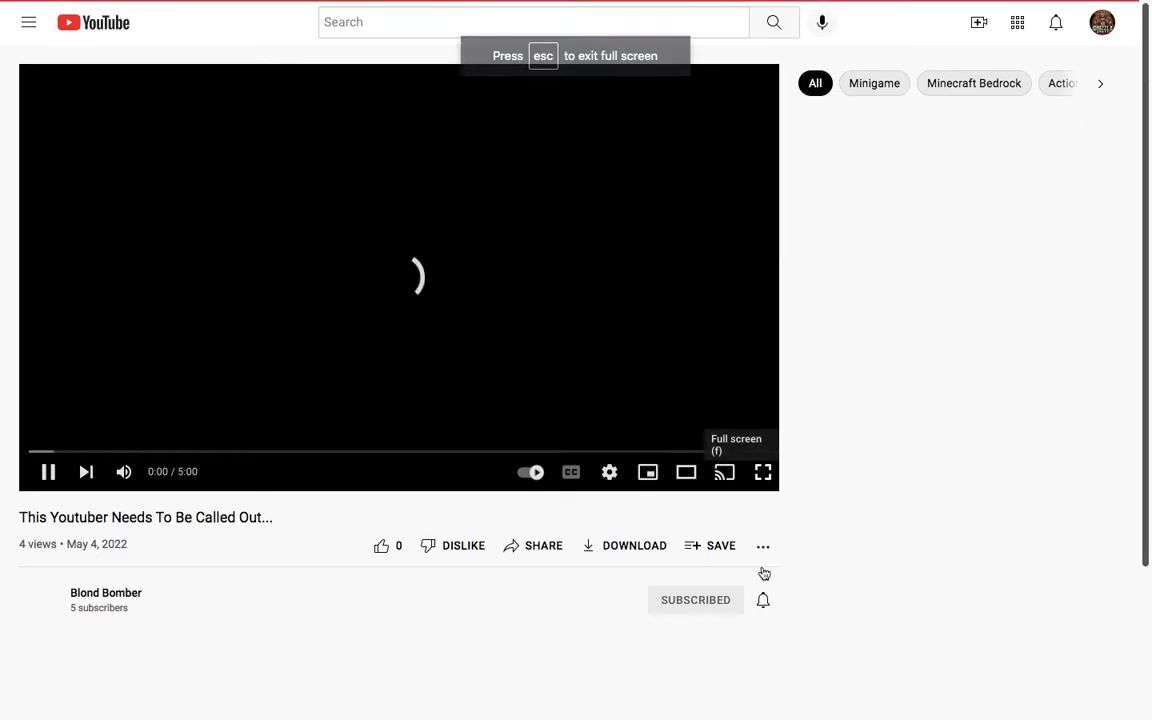 YouTube
Search
Press esc to exit full screen
All
Minigame
Minecraft Bedrock
Actio
Full screen
(f)
0:00 / 5:00
CC
This Youtuber Needs To Be Called Out...
4 views • May 4, 2022
0
DISLIKE
SHARE
DOWNLOAD
SAVE
Blond Bomber
5 subscribers
SUBSCRIBED